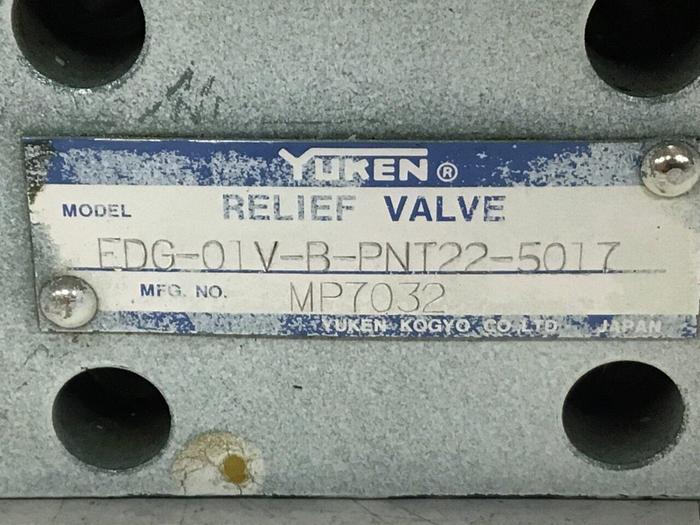 YUKEN®
RELIEF VALVE
MODEL EDG-01V-B-PNT22-5017
MFG. NO. MP7032
YUKEN KOGYO CO.LTD. JAPAN